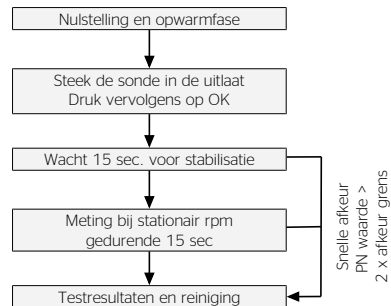 Nulstelling en opwarmfase
Steek de sonde in de uitlaat
Druk vervolgens op OK
Wacht 15 sec. voor stabilisatie
Meting bij stationair rpm
gedurende 15 sec
Snelle afkeur
PN waarde >
2 x afkeur grens
Testresultaten en reiniging